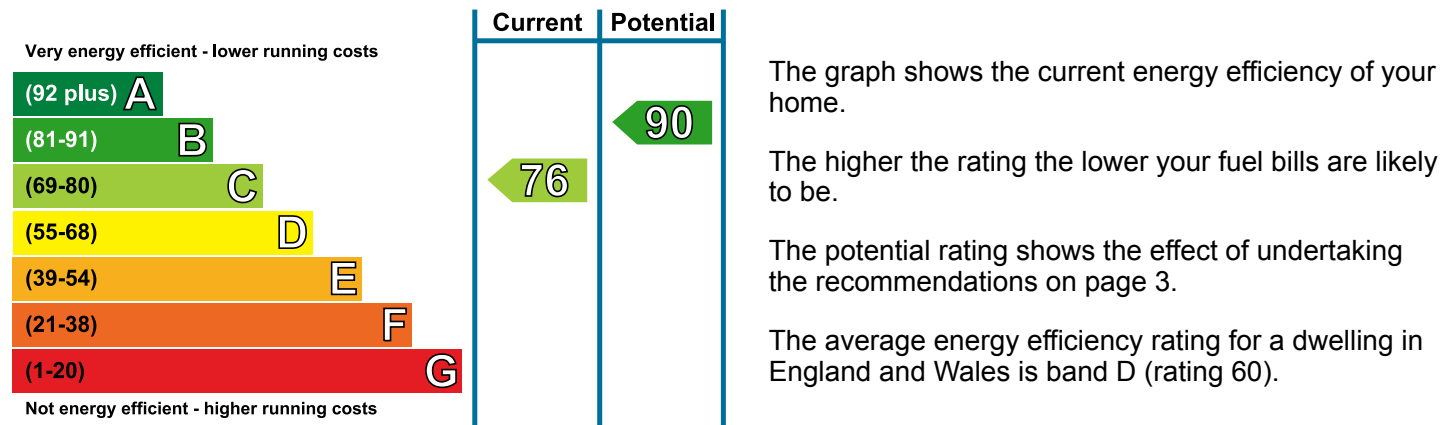 Current Potential
Very energy efficient - lower running costs
(92 plus) A
(81-91) B
(69-80) C
(55-68) D
(39-54) E
(21-38) F
(1-20) G
Not energy efficient - higher running costs
76
90
The graph shows the current energy efficiency of your
home.
The higher the rating the lower your fuel bills are likely
to be.
The potential rating shows the effect of undertaking
the recommendations on page 3.
The average energy efficiency rating for a dwelling in
England and Wales is band D (rating 60).